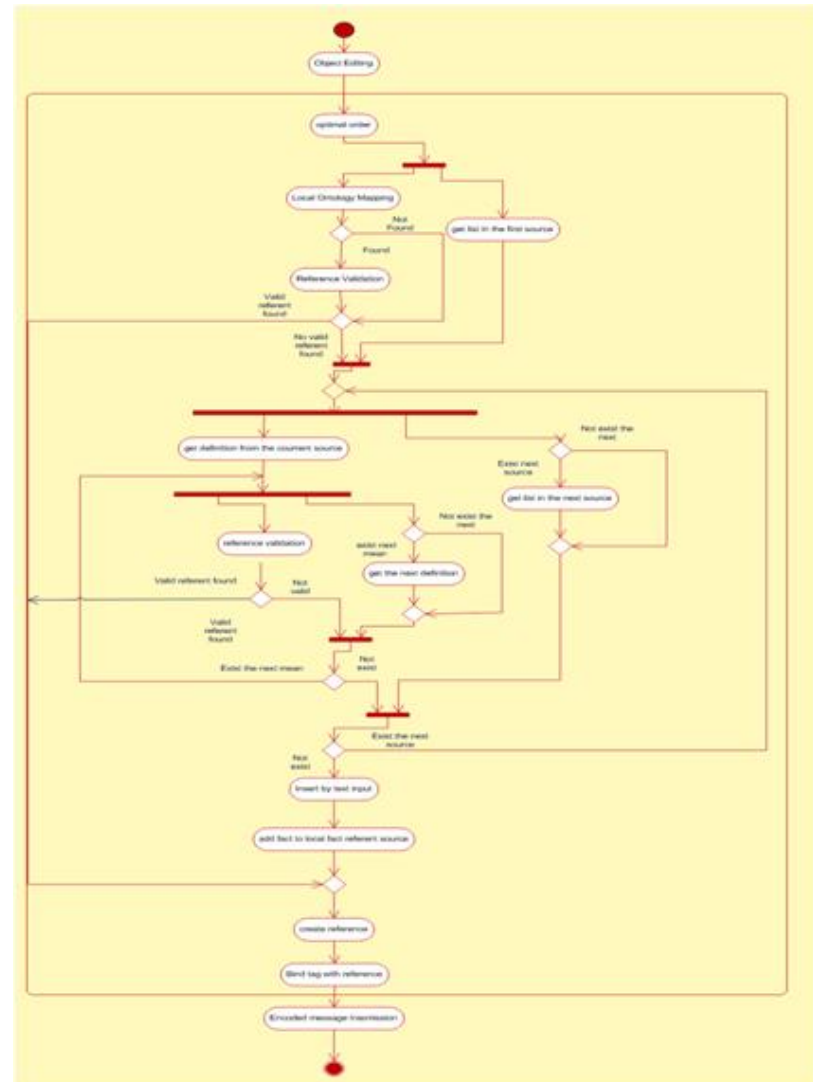 Object Editing
optimal order
Local Ontology Mapping
Not
Found
get list in the first source
Found
Reference Validation
Valid
referent
found
No valid
referent
found
Not exist the
next
get definition from the cournent source
Exist next
source
get list in the next source
Not exist the
next
reference validation
exist next
mean
get the next definition
Valid referent found
Not
valid
Valid
referent
found
Exist the next mean
Not
exist
Exist the next
source
Not
exist
Insert by text input
add fact to local fact referent source
create reference
Bind tag with reference
Encoded message Insertission